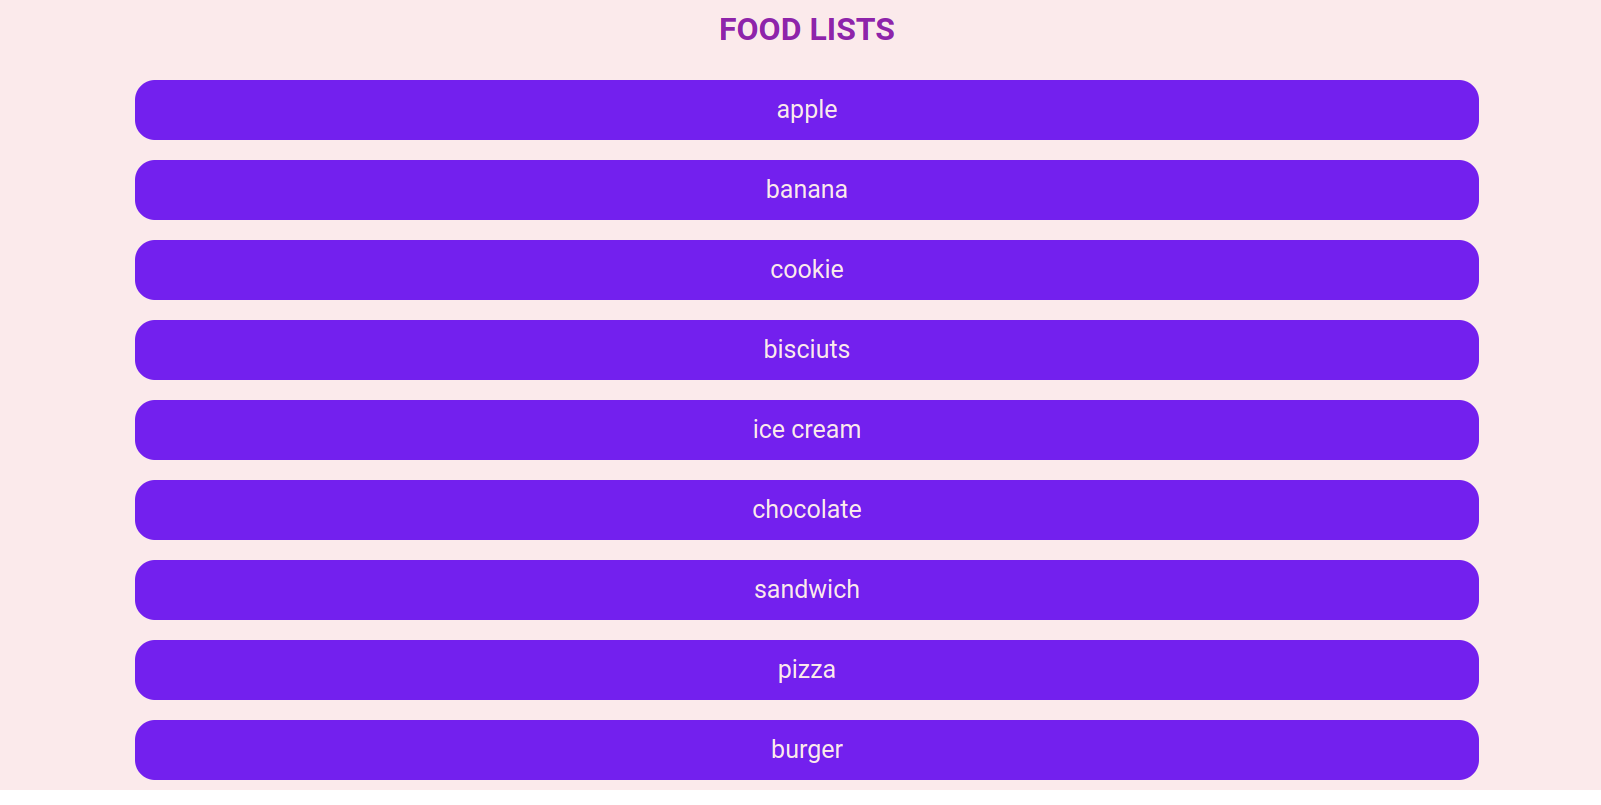 FOOD LISTS
apple
banana
cookie
bisciuts
ice cream
chocolate
sandwich
pizza
burger